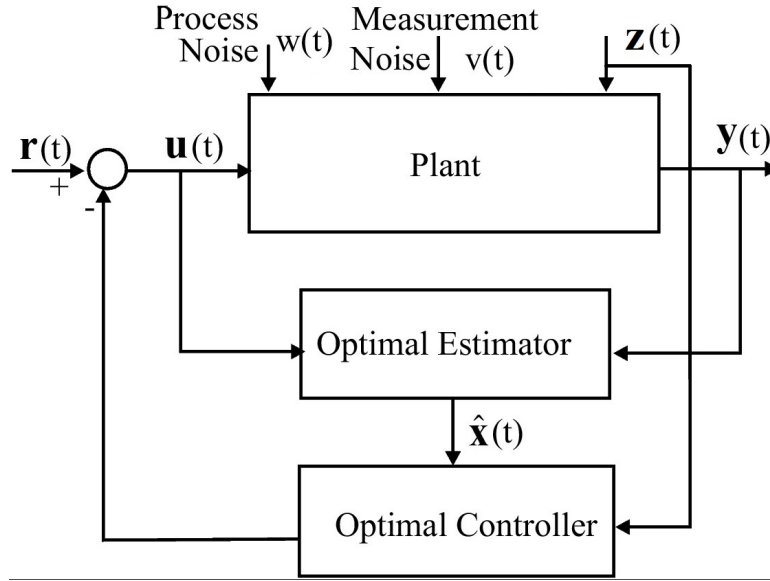 Process
Noise
w(t)
Measurement
Noise
v(t)
z(t)
r(t)
+
-
u(t)
Plant
y(t)
Optimal Estimator
x̂(t)
Optimal Controller